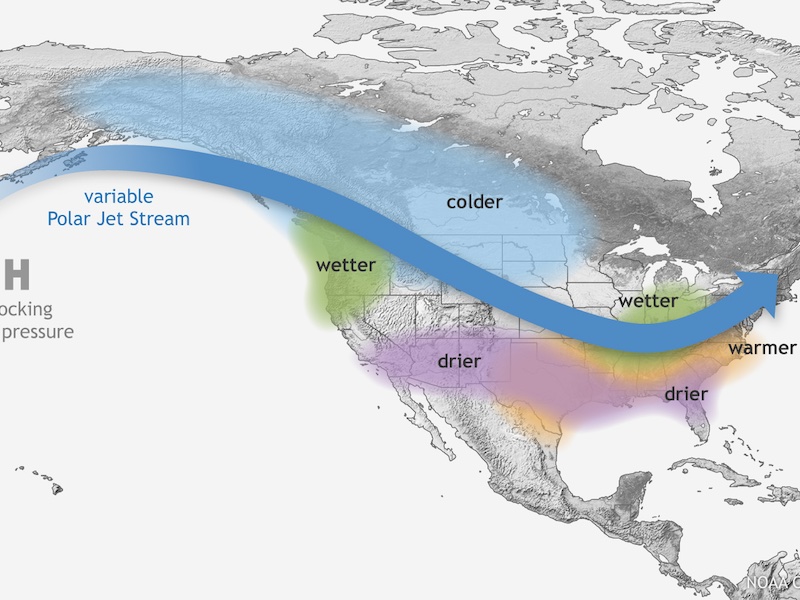 variable
Polar Jet Stream
colder
H
ocking
pressure
wetter
wetter
warmer
drier
drier
NOAA C